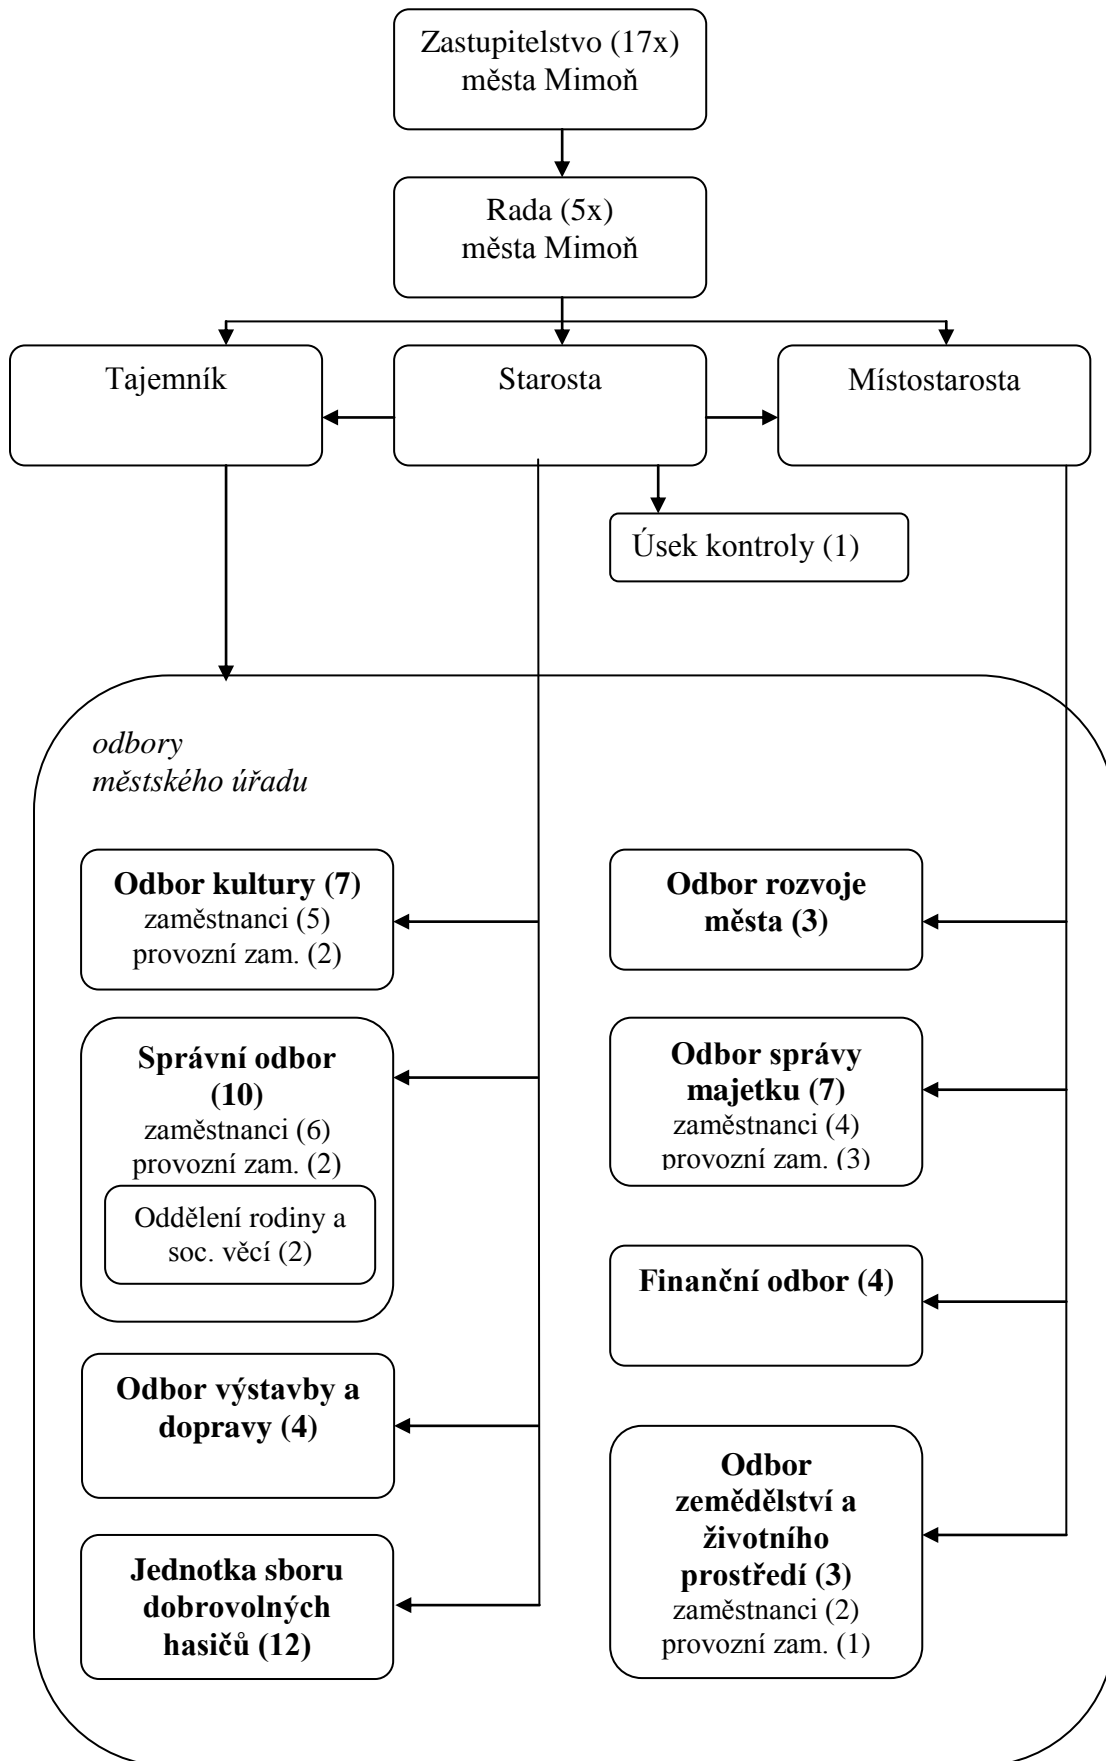 Zastupitelstvo (17x)
města Mimoň
Rada (5x)
města Mimoň
Tajemník
Starosta
Místostarosta
Úsek kontroly (1)
odbory
městského úřadu
Odbor kultury (7)
zaměstnanci (5)
provozní zam. (2)
Správní odbor
(10)
zaměstnanci (6)
provozní zam. (2)
Oddělení rodiny a
soc. věcí (2)
Odbor výstavby a
dopravy (4)
Jednotka sboru
dobrovolných
hasičů (12)
Odbor rozvoje
města (3)
Odbor správy
majetku (7)
zaměstnanci (4)
provozní zam. (3)
Finanční odbor (4)
Odbor
zemědělství a
životního
prostředí (3)
zaměstnanci (2)
provozní zam. (1)